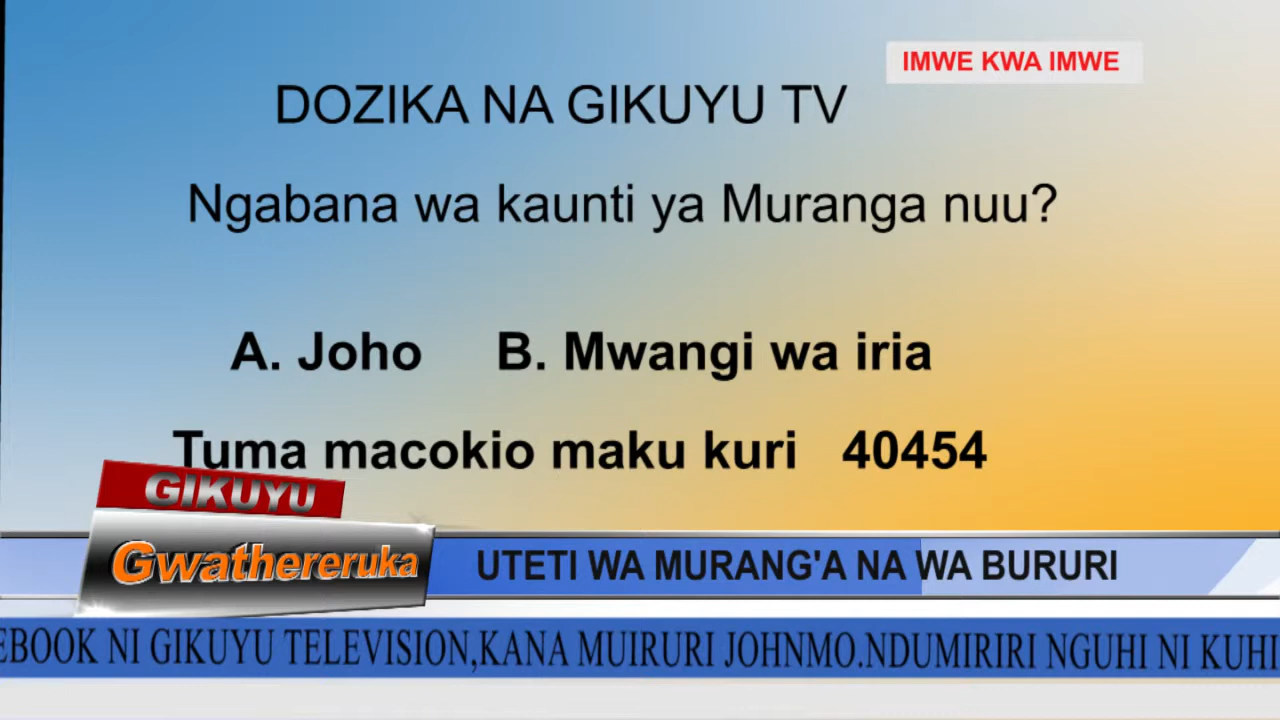 IMWE KWA IMWE
DOZIKA NA GIKUYU TV
Ngabana wa kaunti ya Muranga nuu?
A. Joho B. Mwangi wa iria
Tuma macokio maku kuri 40454
GIKUYU
Gwathereruka
UTETI WA MURANG'A NA WA BURURI
EBOOK NI GIKUYU TELEVISION,KANA MUIRURI JOHNMO.NDUMIRIRI NGUHI NI KUHI